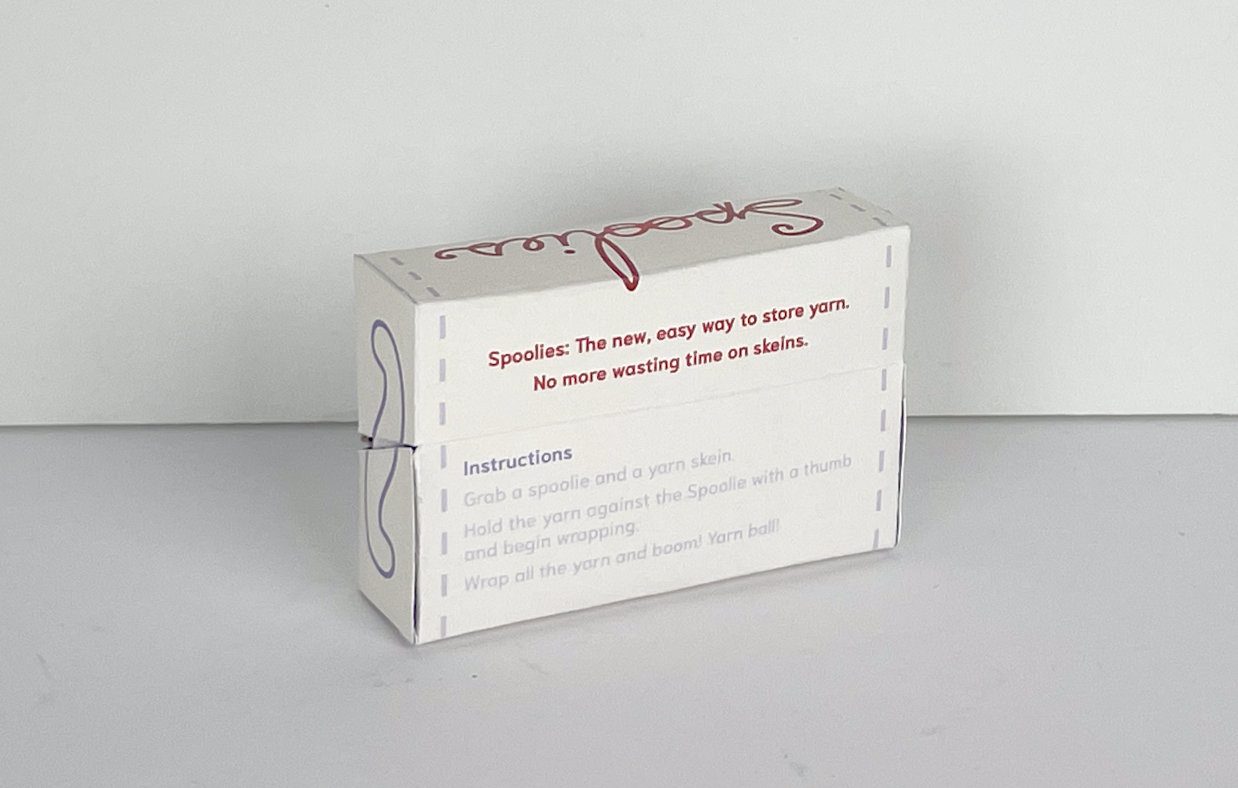 Spoolies
Spoolies: The new, easy way to store yarn.
No more wasting time on skeins.
Instructions
Grab a spoolie and a yarn skein.
Hold the yarn against the Spoolie with a thumb
and begin wrapping.
Wrap all the yarn and boom! Yarn ball!